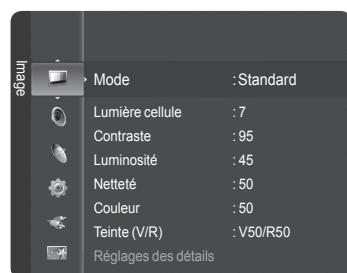 Image
Mode : Standard
Lumière cellule : 7
Contraste : 95
Luminosité : 45
Netteté : 50
Couleur : 50
Teinte (V/R) : V50/R50
Réglages des détails